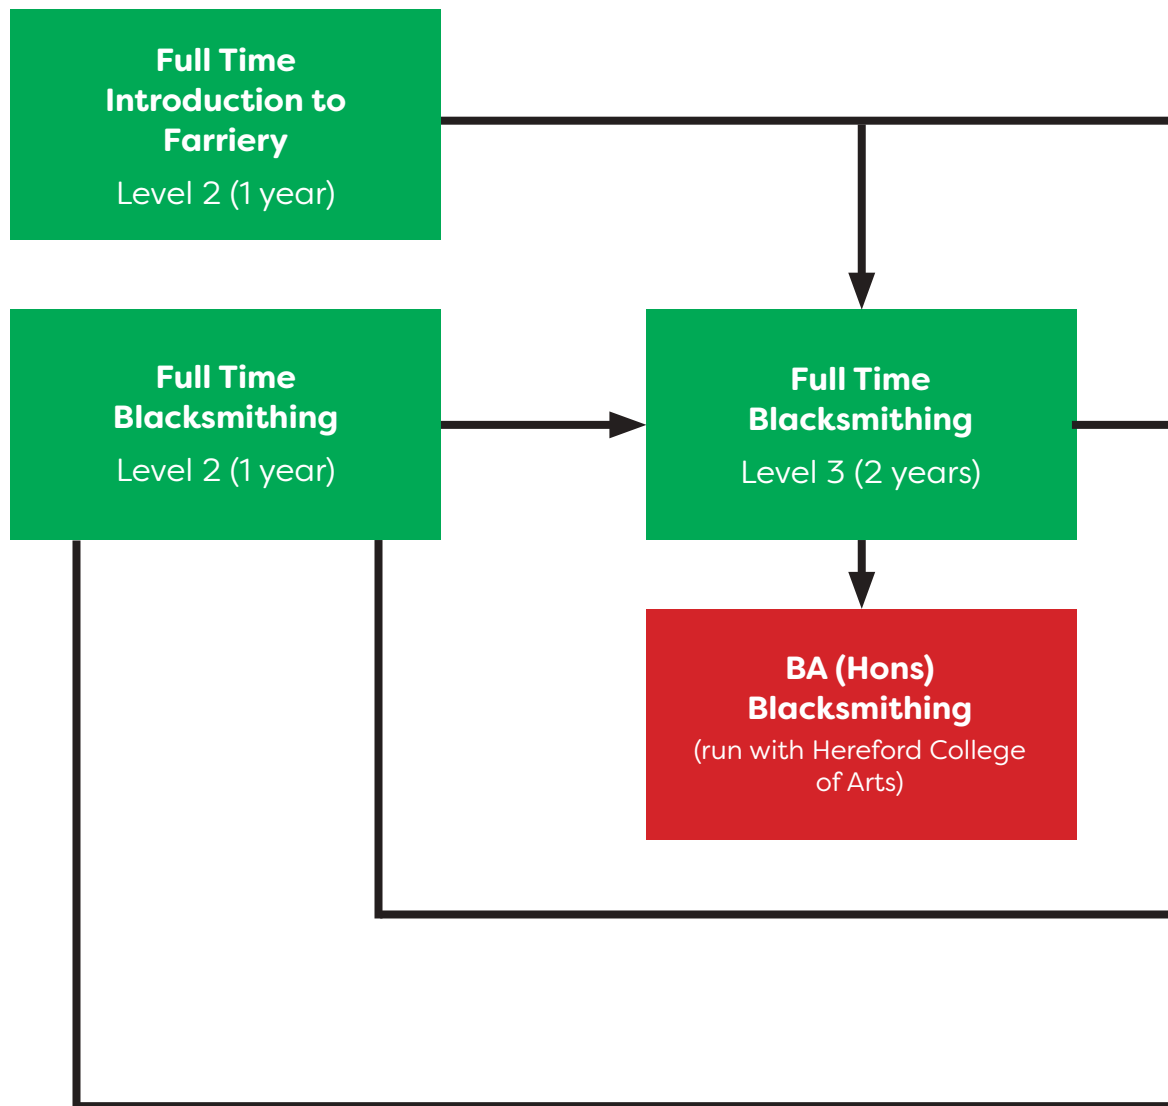 Full Time
Introduction to
Farriery
Level 2 (1 year)
Full Time
Blacksmithing
Level 2 (1 year)
Full Time
Blacksmithing
Level 3 (2 years)
BA (Hons)
Blacksmithing
(run with Hereford College
of Arts)